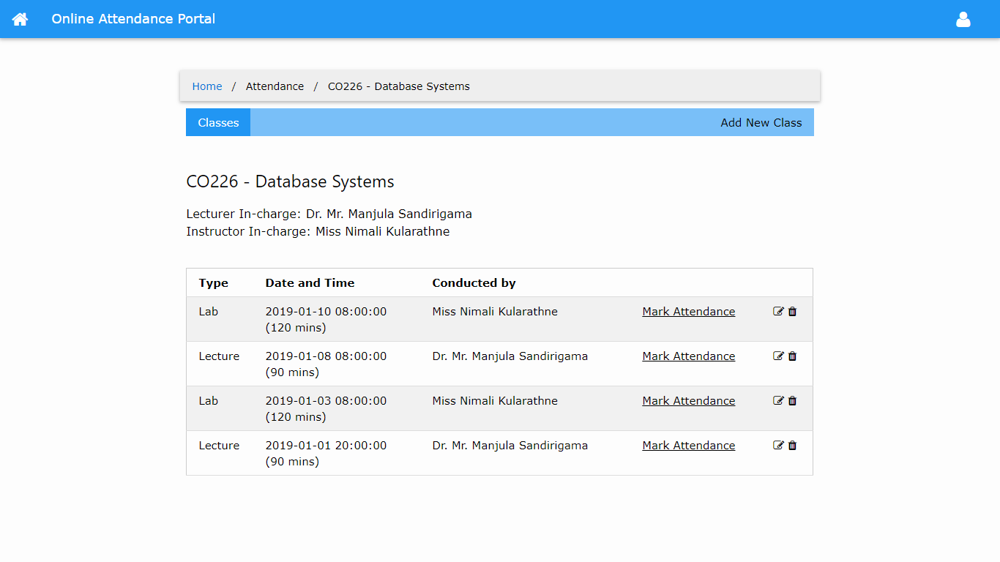 Online Attendance Portal
Home / Attendance / CO226 - Database Systems
Classes Add New Class
CO226 - Database Systems
Lecturer In-charge: Dr. Mr. Manjula Sandirigama
Instructor In-charge: Miss Nimali Kularathne
Type Date and Time Conducted by
Lab 2019-01-10 08:00:00 Miss Nimali Kularathne Mark Attendance
(120 mins)
Lecture 2019-01-08 08:00:00 Dr. Mr. Manjula Sandirigama Mark Attendance
(90 mins)
Lab 2019-01-03 08:00:00 Miss Nimali Kularathne Mark Attendance
(120 mins)
Lecture 2019-01-01 20:00:00 Dr. Mr. Manjula Sandirigama Mark Attendance
(90 mins)